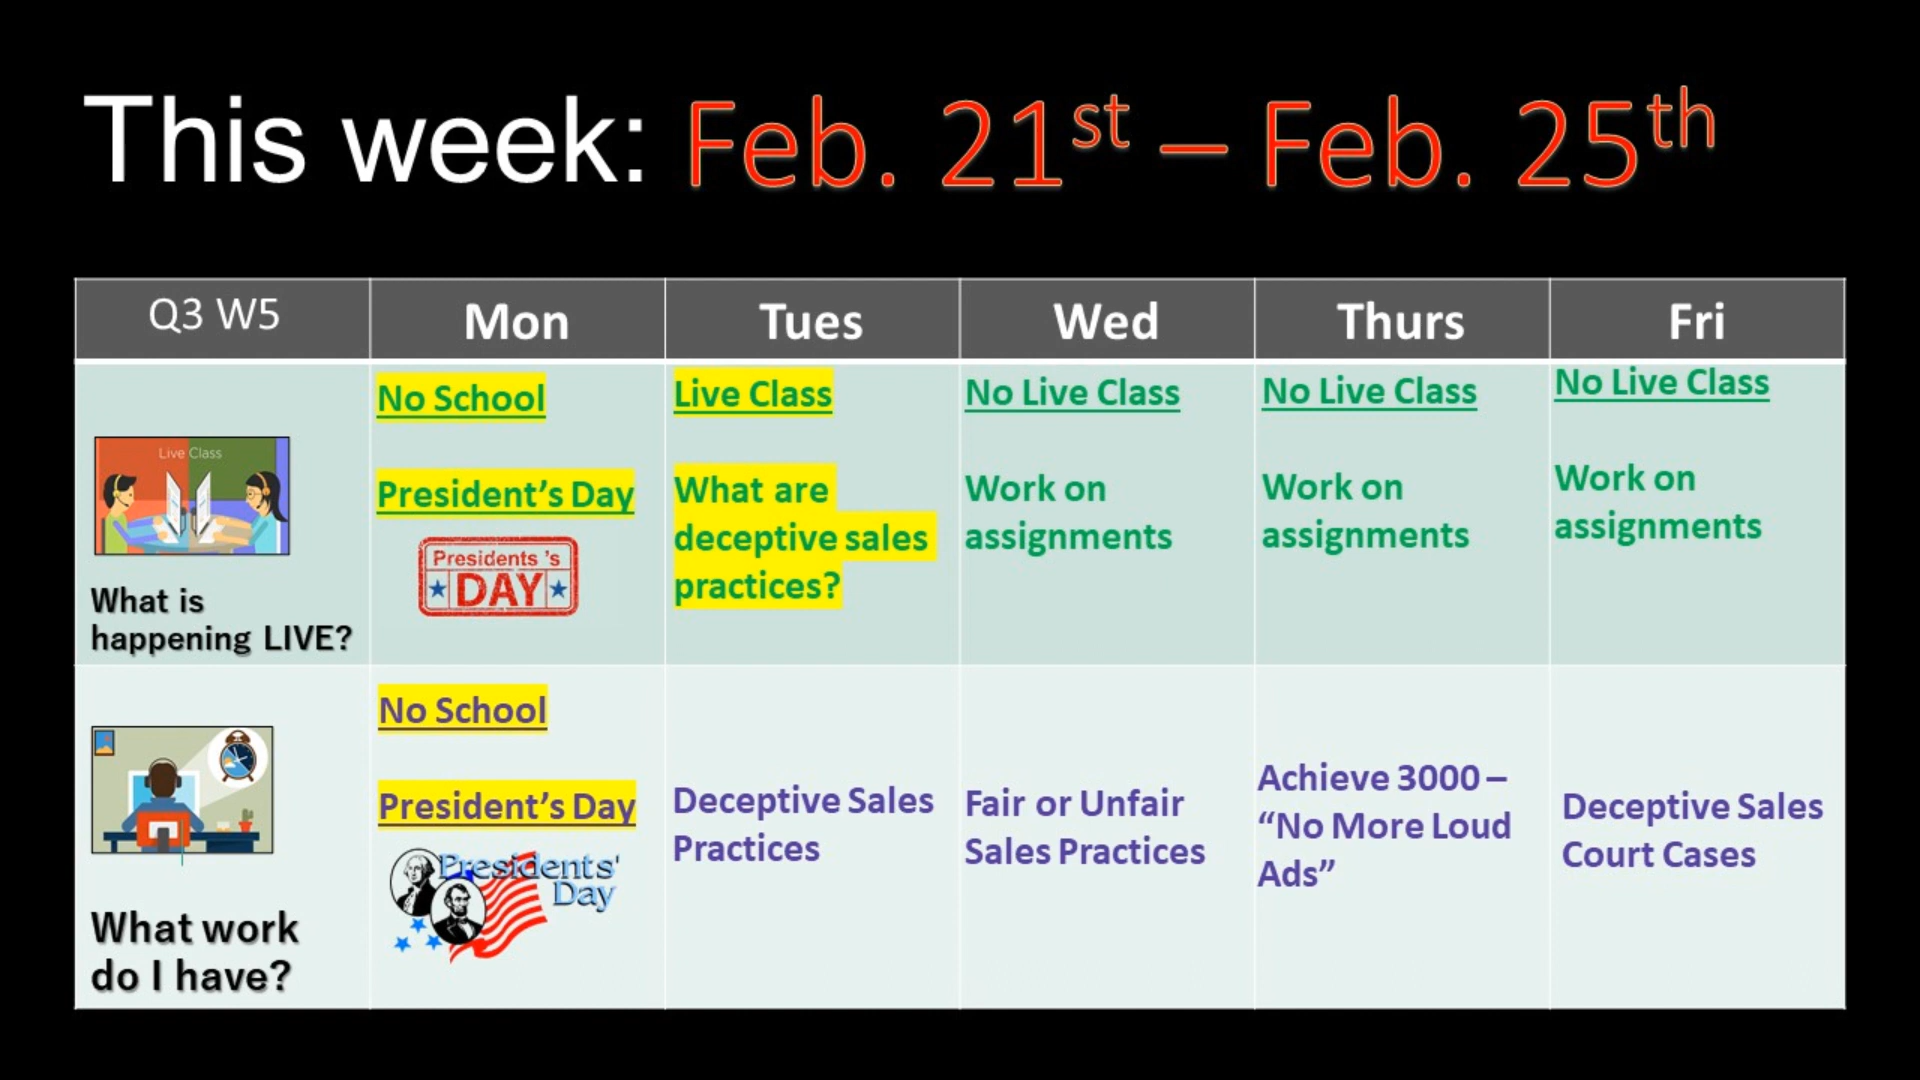 This week: Feb. 21st – Feb. 25th
Q3 W5
Mon
Tues
Wed
Thurs
Fri
Live Class
What is
happening LIVE?
No School
President's Day
Presidents 's
DAY
Live Class
What are
deceptive sales
practices?
No Live Class
Work on
assignments
No Live Class
Work on
assignments
No Live Class
Work on
assignments
What work
do I have?
No School
President's Day
Presidents'
Day
Deceptive Sales
Practices
Fair or Unfair
Sales Practices
Achieve 3000 –
“No More Loud
Ads”
Deceptive Sales
Court Cases